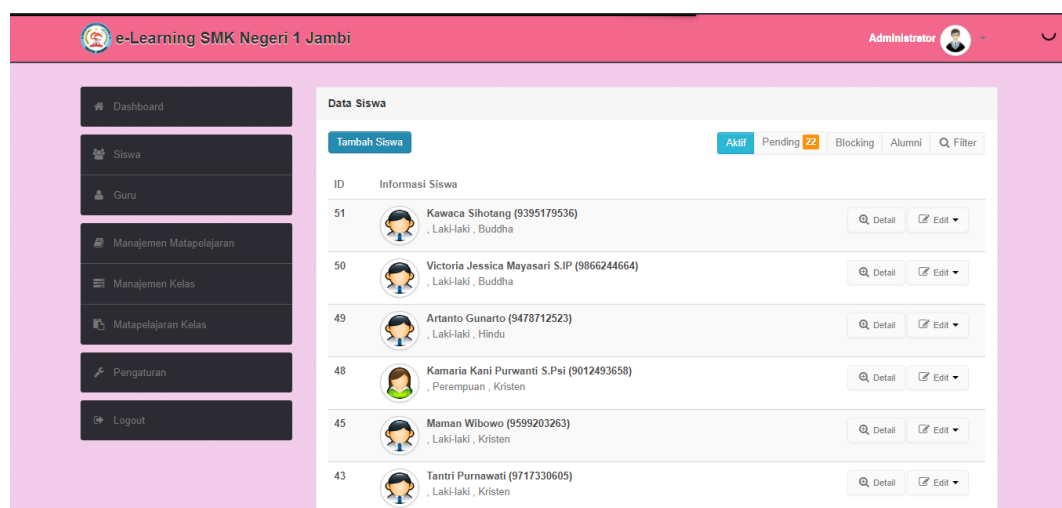 e-Learning SMK Negeri 1 Jambi
Administrator
Dashboard
Siswa
Guru
Manajemen Matapelajaran
Manajemen Kelas
Matapelajaran Kelas
Pengaturan
Logout
Data Siswa
Tambah Siswa
Aktif Pending 22 Blocking Alumni Filter
ID Informasi Siswa
51 Kawaca Sihotang (9395179536)
, Laki-laki , Buddha
Detail Edit
50 Victoria Jessica Mayasari S.IP (9866244664)
, Laki-laki , Buddha
Detail Edit
49 Artanto Gunarto (9478712523)
, Laki-laki , Hindu
Detail Edit
48 Kamaria Kani Purwanti S.Psi (9012493658)
, Perempuan , Kristen
Detail Edit
45 Maman Wibowo (9599203263)
, Laki-laki , Kristen
Detail Edit
43 Tantri Purnawati (9717330605)
, Laki-laki , Kristen
Detail Edit